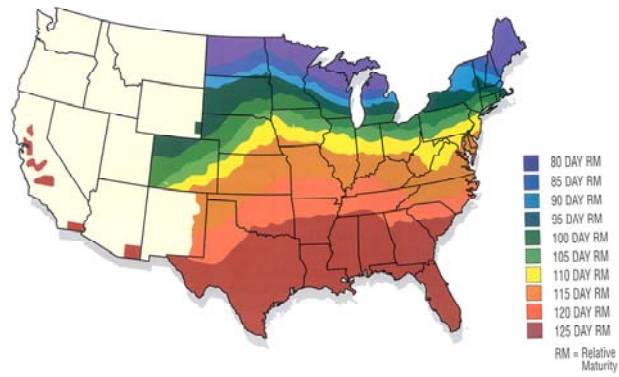 80 DAY RM
85 DAY RM
90 DAY RM
95 DAY RM
100 DAY RM
105 DAY RM
110 DAY RM
115 DAY RM
120 DAY RM
125 DAY RM
RM = Relative
Maturity